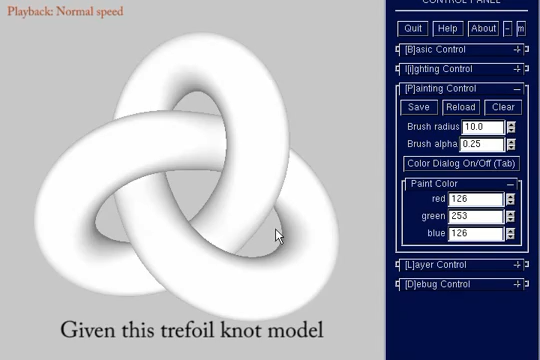 Playback: Normal speed
CONTROL PANEL
Quit Help About - m
[B]asic Control +
l[i]ghting Control +
[P]ainting Control -
Save Reload Clear
Brush radius 10.0
Brush alpha 0.25
Color Dialog On/Off (Tab)
Paint Color -
red 126
green 253
blue 126
[L]ayer Control +
[D]ebug Control +
Given this trefoil knot model